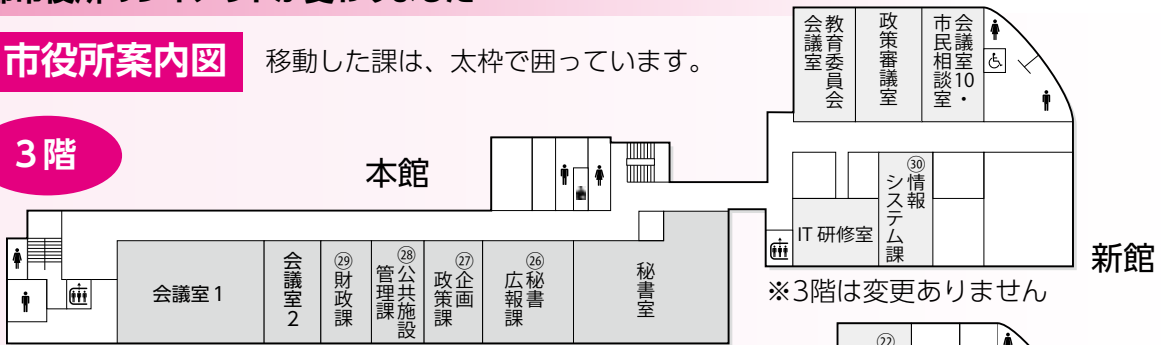 市役所案内図
移動した課は、太枠で囲っています。
3階
本館
教育委員会
会議室
政策審議室
会議室10・
市民相談室
㉚情報
システム課
IT 研修室
新館
※3階は変更ありません
会議室1
会議室2
㉙財政課
㉘公共施設
管理課
㉗企画
政策課
㉖秘書
広報課
秘書室
㉒